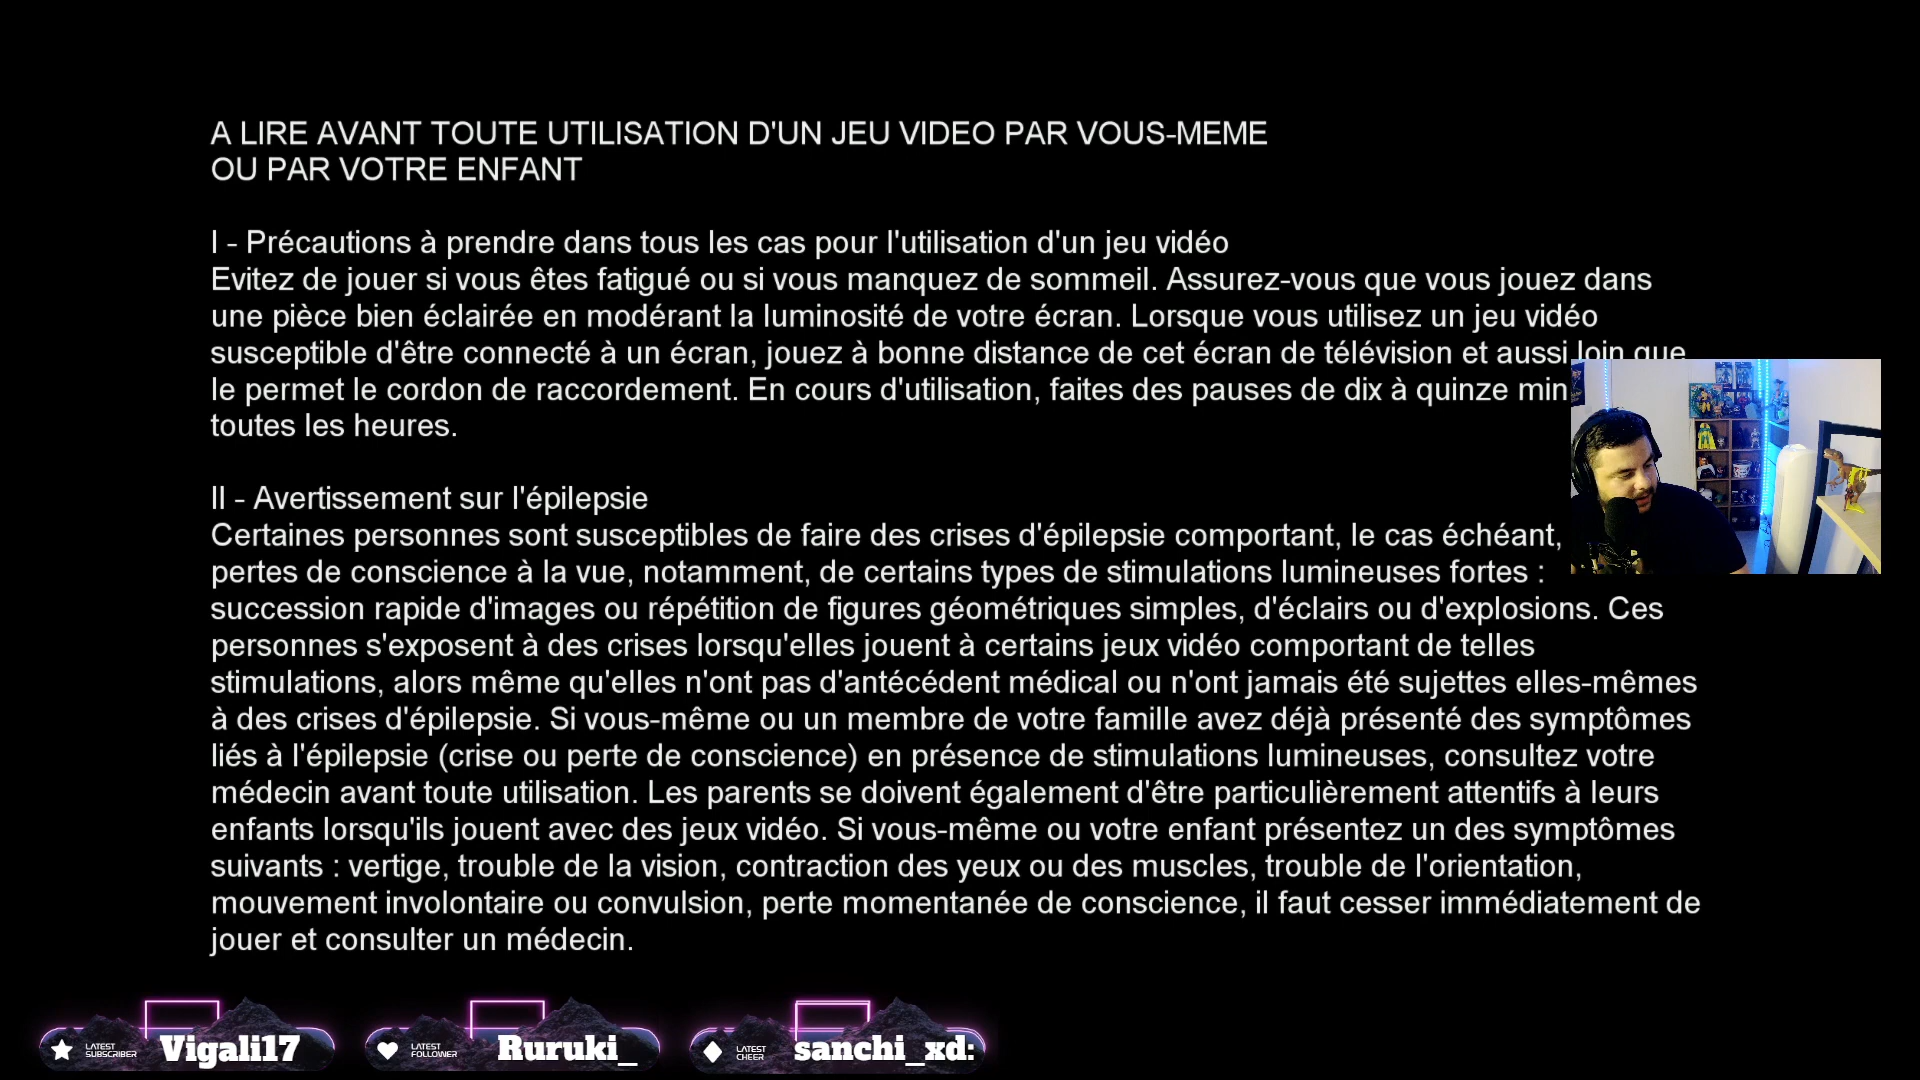 A LIRE AVANT TOUTE UTILISATION D'UN JEU VIDEO PAR VOUS-MEME
OU PAR VOTRE ENFANT
I - Précautions à prendre dans tous les cas pour l'utilisation d'un jeu vidéo
Evitez de jouer si vous êtes fatigué ou si vous manquez de sommeil. Assurez-vous que vous jouez dans
une pièce bien éclairée en modérant la luminosité de votre écran. Lorsque vous utilisez un jeu vidéo
susceptible d'être connecté à un écran, jouez à bonne distance de cet écran de télévision et aussi loin que
le permet le cordon de raccordement. En cours d'utilisation, faites des pauses de dix à quinze
toutes les heures.
II - Avertissement sur l'épilepsie
Certaines personnes sont susceptibles de faire des crises d'épilepsie comportant, le cas échéant,
pertes de conscience à la vue, notamment, de certains types de stimulations lumineuses fortes :
succession rapide d'images ou répétition de figures géométriques simples, d'éclairs ou d'explosions. Ces
personnes s'exposent à des crises lorsqu'elles jouent à certains jeux vidéo comportant de telles
stimulations, alors même qu'elles n'ont pas d'antécédent médical ou n'ont jamais été sujettes elles-mêmes
à des crises d'épilepsie. Si vous-même ou un membre de votre famille avez déjà présenté des symptômes
liés à l'épilepsie (crise ou perte de conscience) en présence de stimulations lumineuses, consultez votre
médecin avant toute utilisation. Les parents se doivent également d'être particulièrement attentifs à leurs
enfants lorsqu'ils jouent avec des jeux vidéo. Si vous-même ou votre enfant présentez un des symptômes
suivants : vertige, trouble de la vision, contraction des yeux ou des muscles, trouble de l'orientation,
mouvement involontaire ou convulsion, perte momentanée de conscience, il faut cesser immédiatement de
jouer et consulter un médecin.
LATEST SUBSCRIBER Vigali17
LATEST FOLLOWER Ruruki_
LATEST CHEER sanchi_xd: